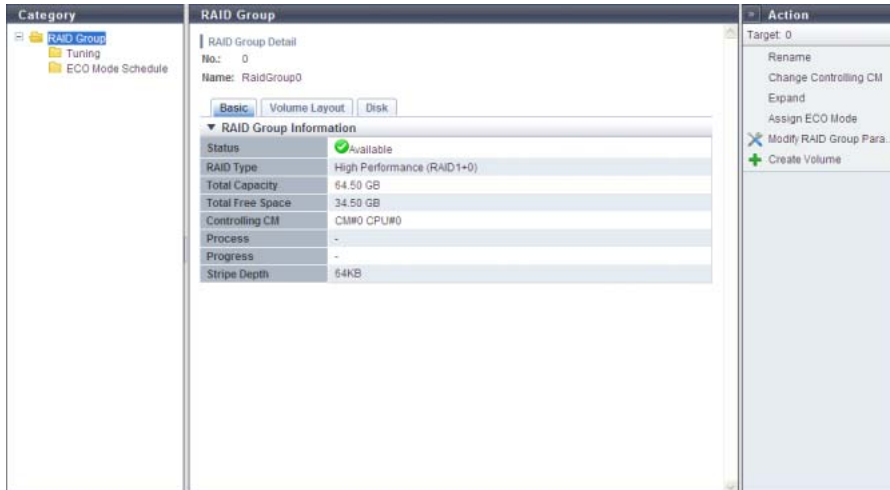 Category
RAID Group
Tuning
ECO Mode Schedule
RAID Group
RAID Group Detail
No.: 0
Name: RaidGroup0
Basic Volume Layout Disk
▼ RAID Group Information
Status Available
RAID Type High Performance (RAID1+0)
Total Capacity 64.50 GB
Total Free Space 34.50 GB
Controlling CM CM#0 CPU#0
Process -
Progress -
Stripe Depth 64KB
» Action
Target: 0
Rename
Change Controlling CM
Expand
Assign ECO Mode
Modify RAID Group Para..
Create Volume